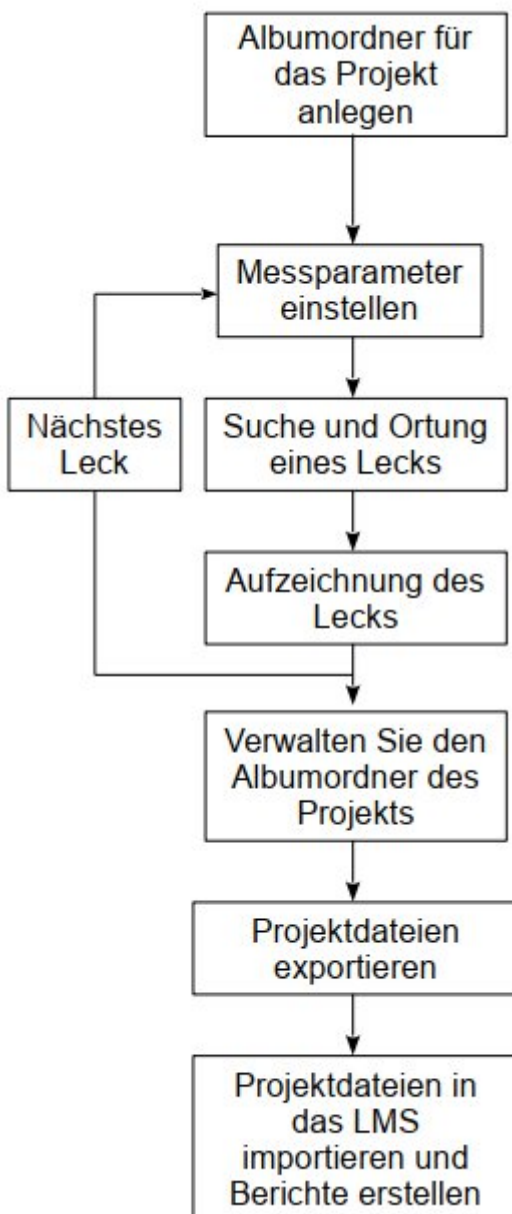 Albumordner für
das Projekt
anlegen
Messparameter
einstellen
Nächstes
Leck
Suche und Ortung
eines Lecks
Aufzeichnung des
Lecks
Verwalten Sie den
Albumordner des
Projekts
Projektdateien
exportieren
Projektdateien in
das LMS
importieren und
Berichte erstellen